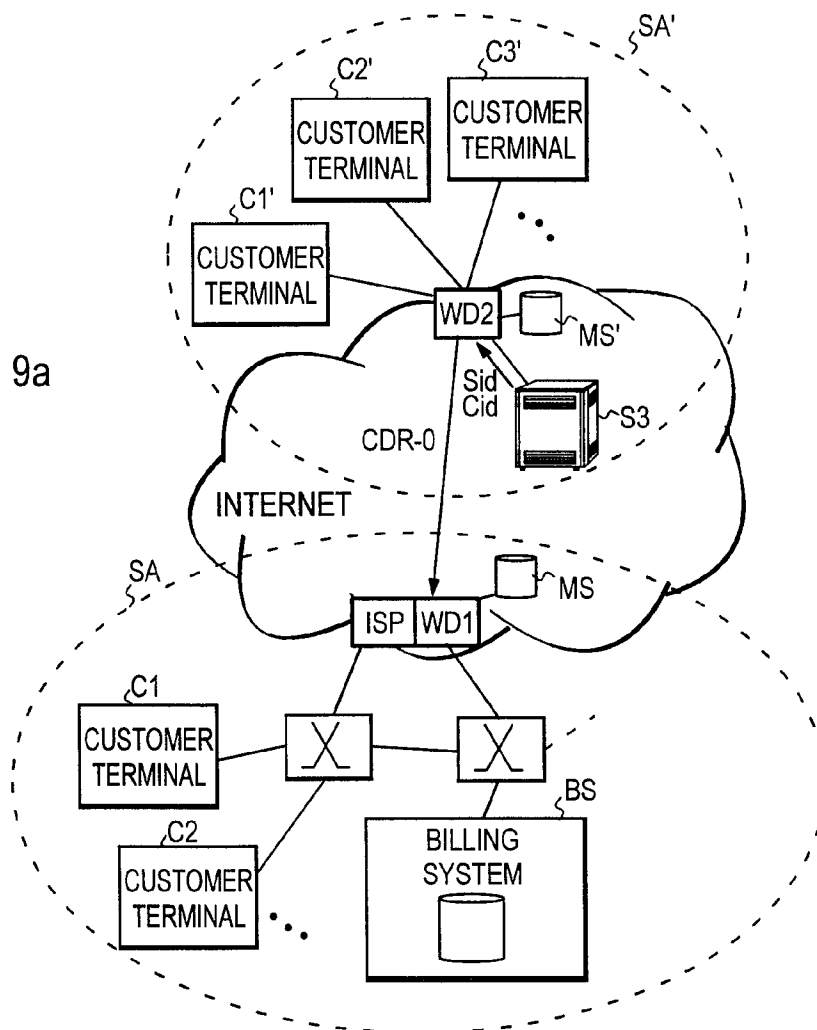 SA'
C3'
C2'
CUSTOMER
TERMINAL
CUSTOMER
TERMINAL
C1'
CUSTOMER
TERMINAL
WD2
MS'
9a
Sid
Cid
S3
CDR-0
INTERNET
SA
MS
ISP
WD1
C1
CUSTOMER
TERMINAL
BS
C2
BILLING
SYSTEM
CUSTOMER
TERMINAL